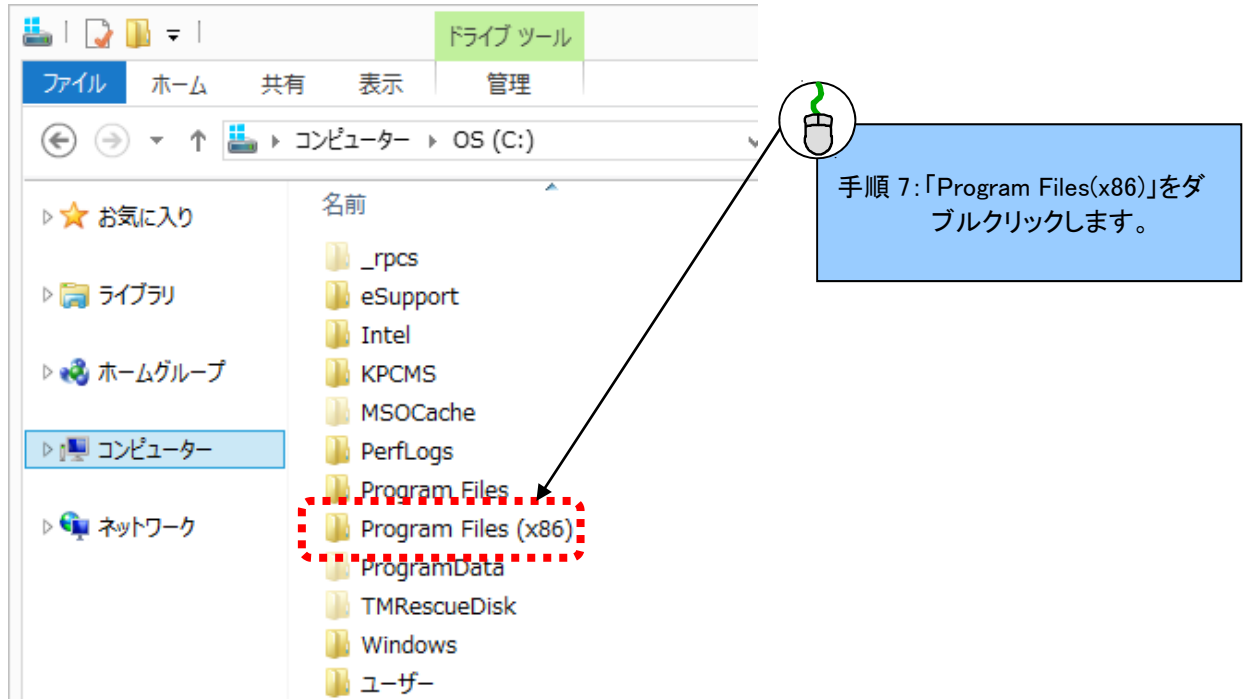 ドライブ ツール
ファイル ホーム 共有 表示 管理
コンピューター OS (C:)
名前
お気に入り
ライブラリ
ホームグループ
コンピューター
ネットワーク
_rpcs
eSupport
Intel
KPCMS
MSOCache
PerfLogs
Program Files
Program Files (x86)
ProgramData
TMRescueDisk
Windows
ユーザー
手順 7:「Program Files(x86)」をダ
ブルクリックします。